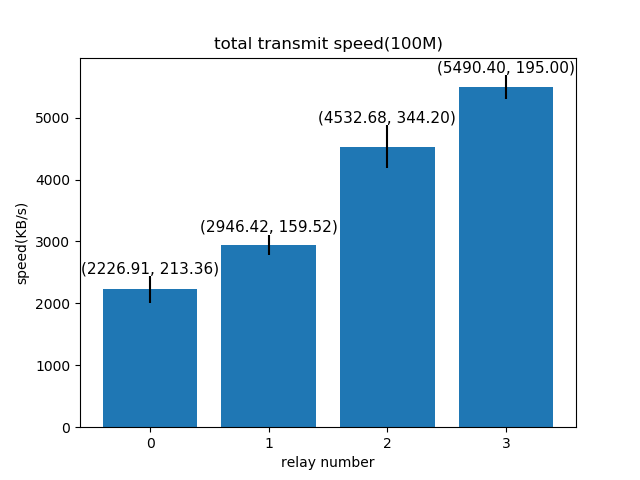 total transmit speed(100M)
(5490.40, 195.00)
(4532.68, 344.20)
(2946.42, 159.52)
(2226.91, 213.36)
speed(KB/s)
5000
4000
3000
2000
1000
0
0 1 2 3
relay number